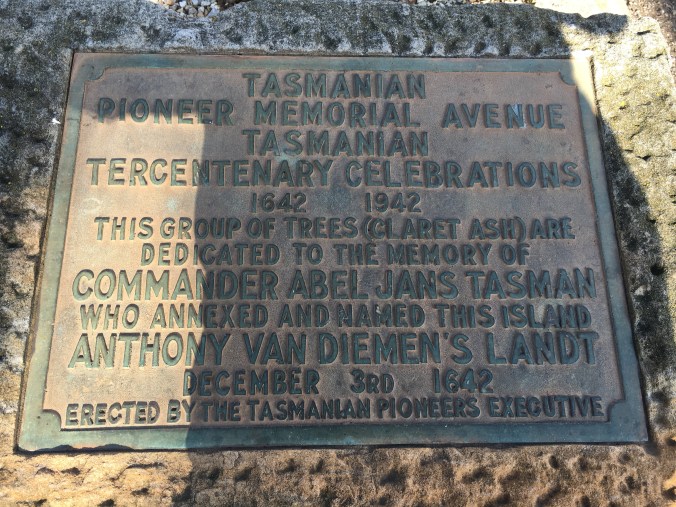 TASMANIAN
PIONEER MEMORIAL AVENUE
TASMANIAN
TERCENTENARY CELEBRATIONS
1642 1942
THIS GROUP OF TREES (CLARET ASH) ARE
DEDICATED TO THE MEMORY OF
COMMANDER ABEL JANS TASMAN
WHO ANNEXED AND NAMED THIS ISLAND
ANTHONY VAN DIEMEN'S LANDT
DECEMBER 3RD 1642
ERECTED BY THE TASMANIAN PIONEERS EXECUTIVE